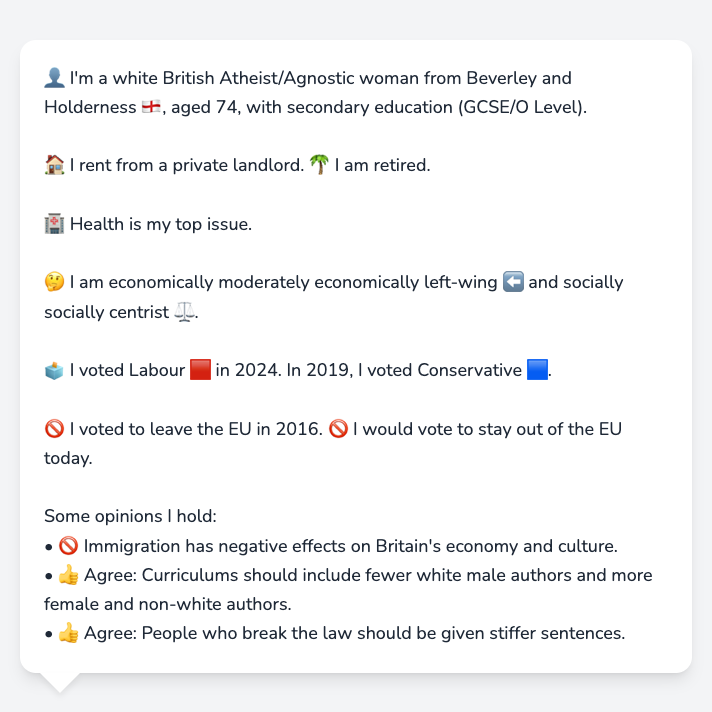 👤 I'm a white British Atheist/Agnostic woman from Beverley and
Holderness 🏴󠁧󠁢󠁥󠁮󠁧󠁿, aged 74, with secondary education (GCSE/O Level).
🏠 I rent from a private landlord. 🌴 I am retired.
🏥 Health is my top issue.
🤔 I am economically moderately economically left-wing ⬅️ and socially
socially centrist ⚖️.
🗳️ I voted Labour 🟥 in 2024. In 2019, I voted Conservative 🟦.
🚫 I voted to leave the EU in 2016. 🚫 I would vote to stay out of the EU
today.
Some opinions I hold:
• 🚫 Immigration has negative effects on Britain's economy and culture.
• 👍 Agree: Curriculums should include fewer white male authors and more
female and non-white authors.
• 👍 Agree: People who break the law should be given stiffer sentences.